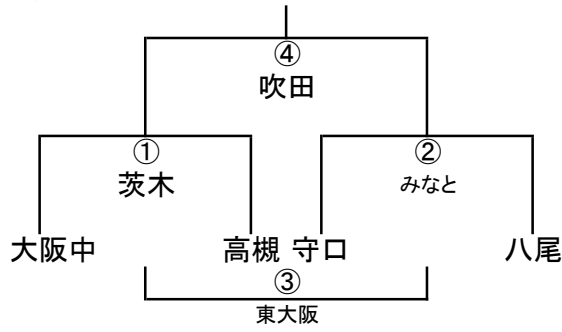 ④
吹田
① ②
茨木 みなと
大阪中 高槻 守口 八尾
③
東大阪